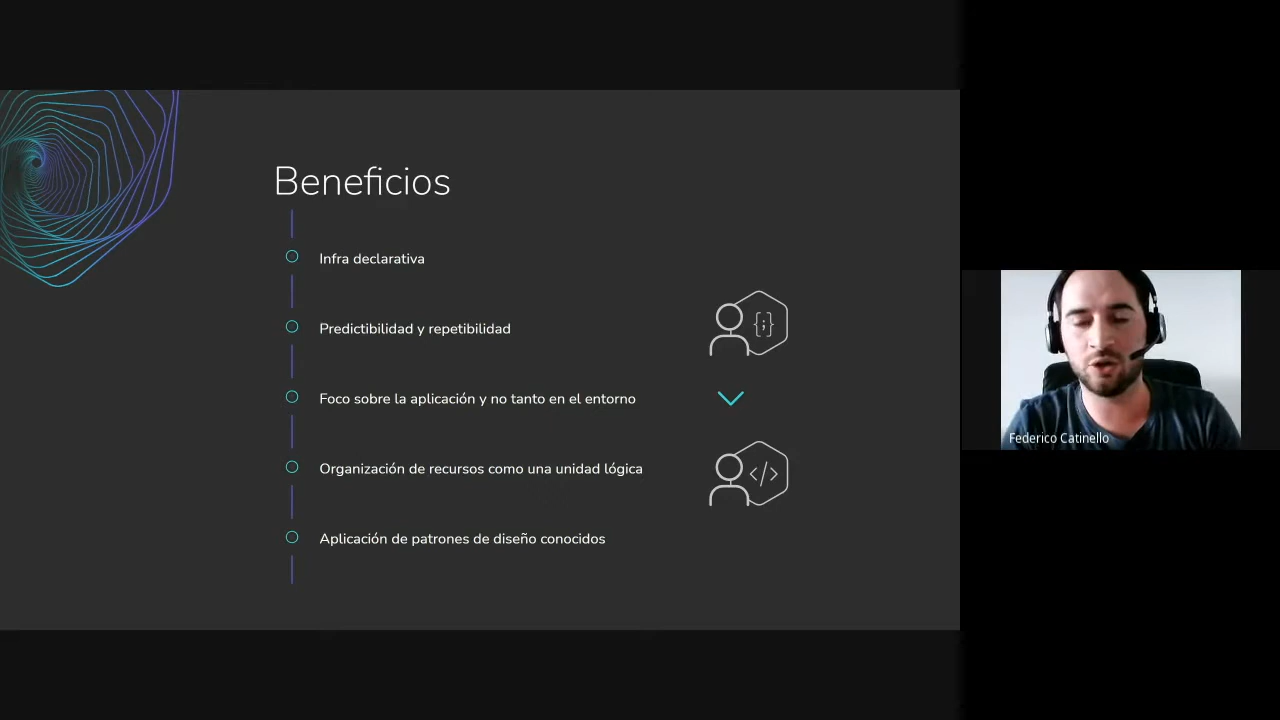 Beneficios
Infra declarativa
Predictibilidad y repetibilidad
Foco sobre la aplicación y no tanto en el entorno
Organización de recursos como una unidad lógica
Aplicación de patrones de diseño conocidos
{;}
</>
Federico Catinello